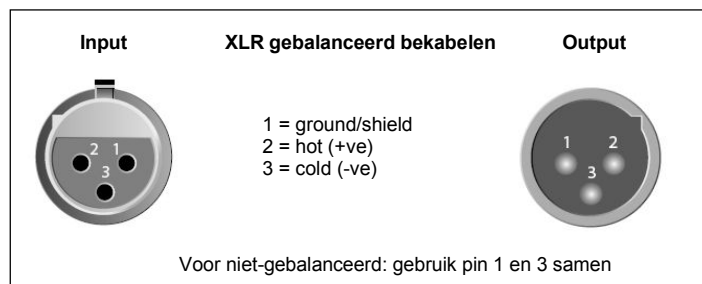 Input XLR gebalanceerd bekabelen Output
1 = ground/shield
2 = hot (+ve)
3 = cold (-ve)
2 1
3
1 2
3
Voor niet-gebalanceerd: gebruik pin 1 en 3 samen